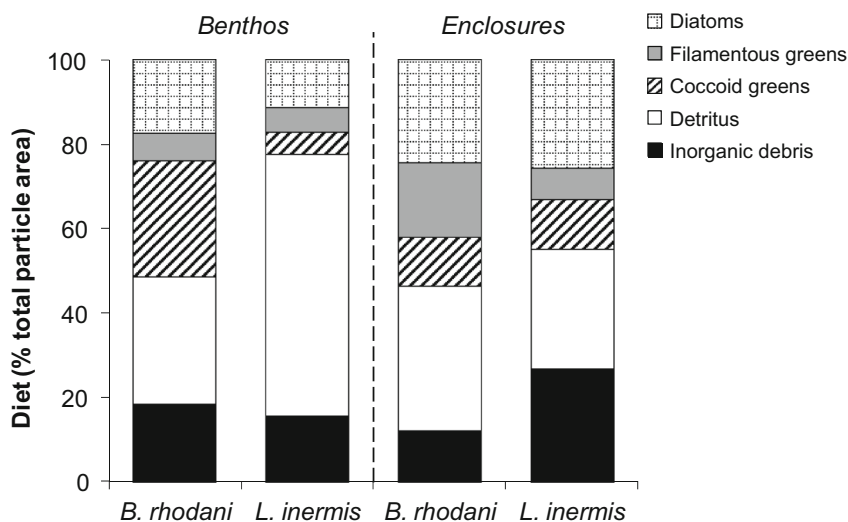 Benthos
Enclosures
Diatoms
Filamentous greens
Coccoid greens
Detritus
Inorganic debris
Diet (% total particle area)
100
80
60
40
20
0
B. rhodani
L. inermis
B. rhodani
L. inermis